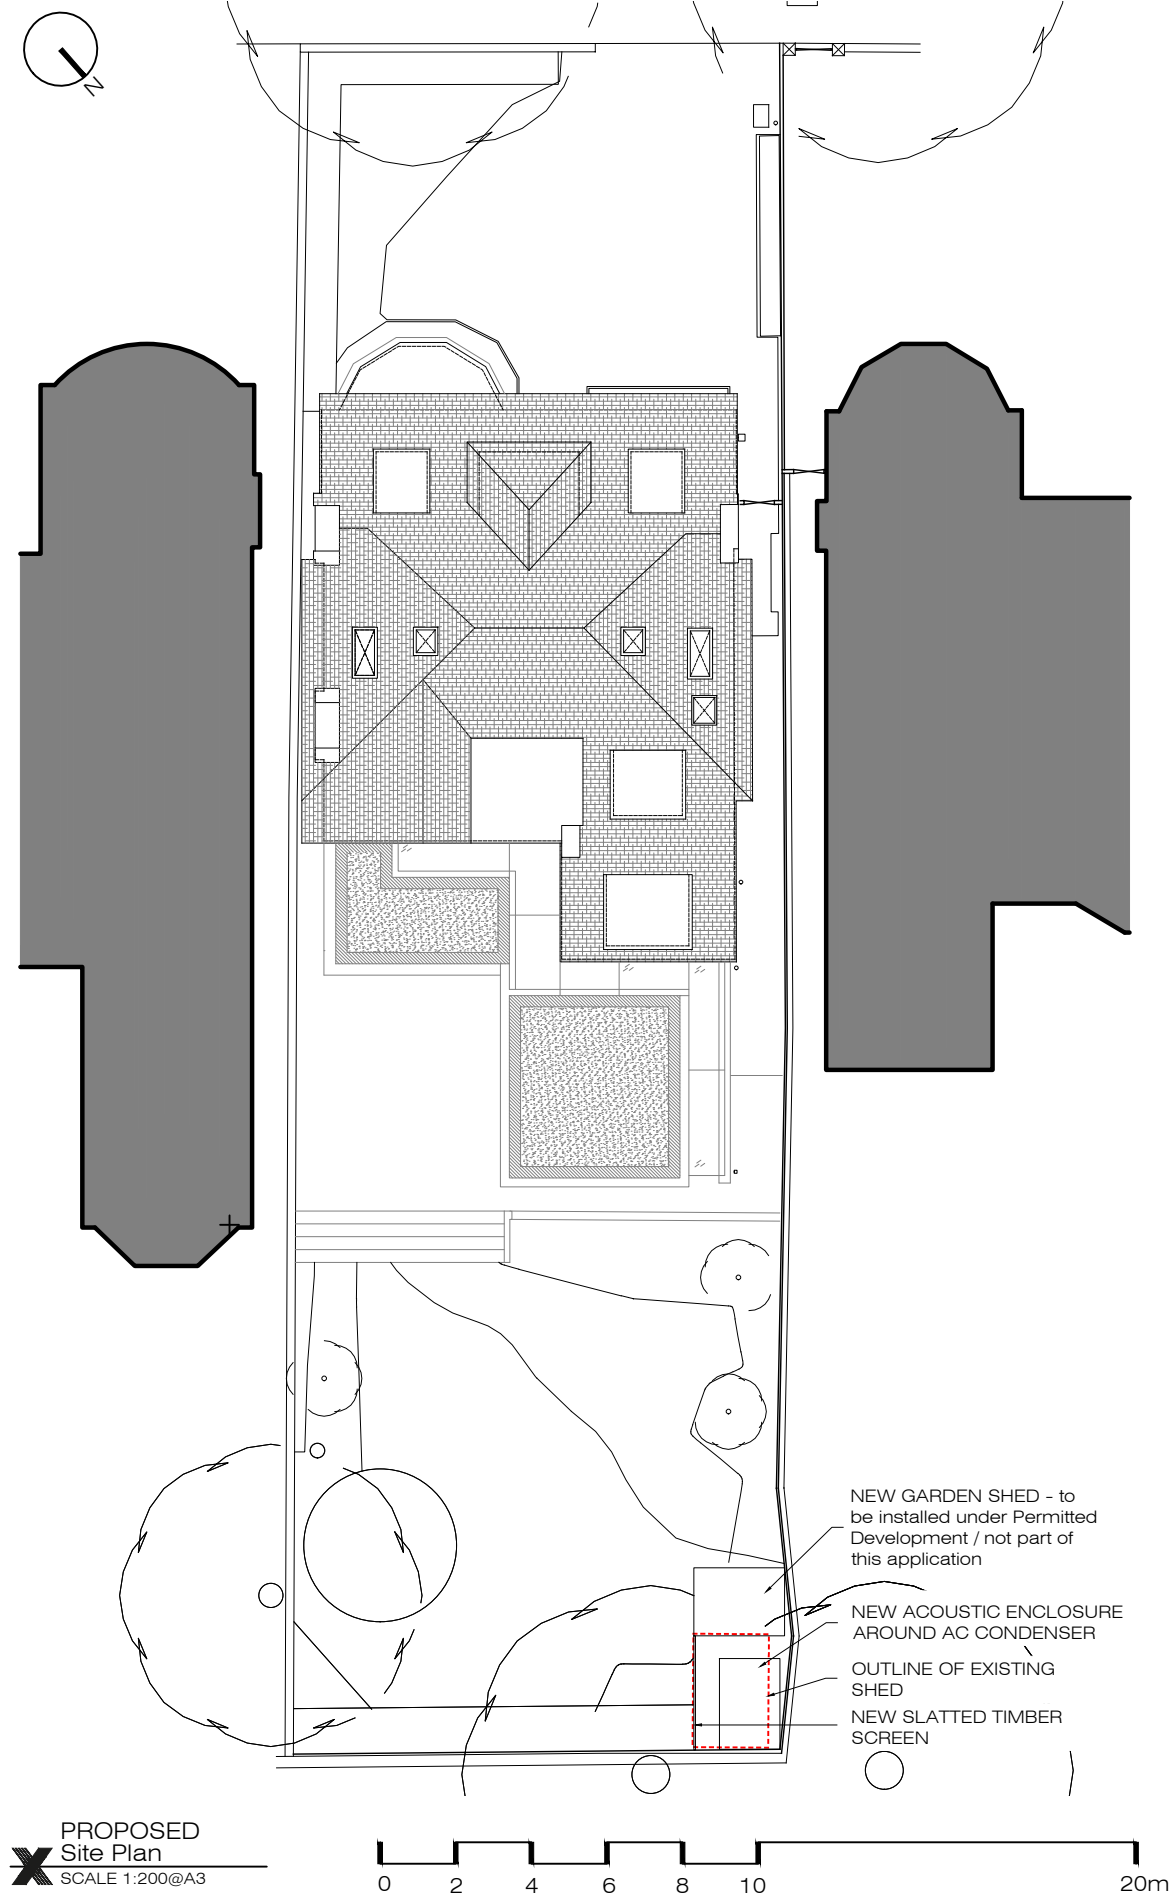 N
NEW GARDEN SHED - to
be installed under Permitted
Development / not part of
this application
NEW ACOUSTIC ENCLOSURE
AROUND AC CONDENSER
OUTLINE OF EXISTING
SHED
NEW SLATTED TIMBER
SCREEN
PROPOSED
Site Plan
SCALE 1:200@A3
0 2 4 6 8 10 20m